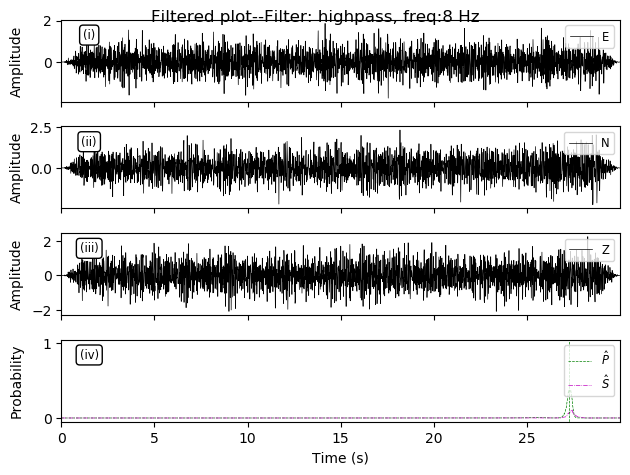 Filtered plot--Filter: highpass, freq:8 Hz
2
0
Amplitude
(i)
E
2.5
0.0
Amplitude
(ii)
N
2
0
−2
Amplitude
(iii)
Z
1
0
Probability
(iv)
P̂
Ŝ
0 5 10 15 20 25
Time (s)